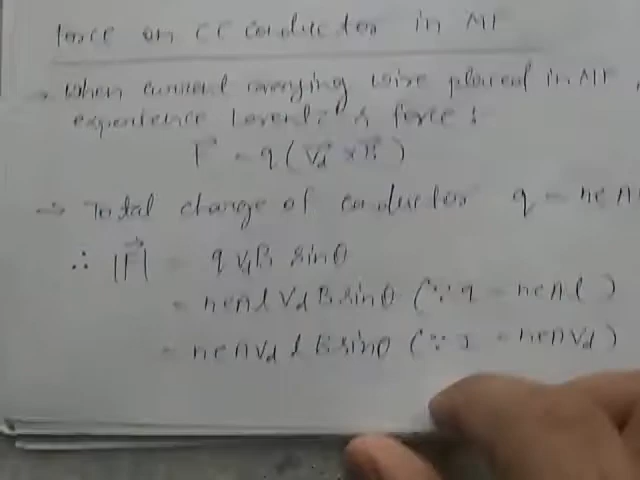 force on CC conductor in MF
→ When current carrying wire placed in MF,
experience Lorentz's force :
F = q (Vd × B)
→ Total charge of conductor q = neA
∴ |F| = q Vd B sinθ
= neAl Vd B sinθ (∵ q = neAl)
= neAVd l B sinθ (∵ I = neAVd)